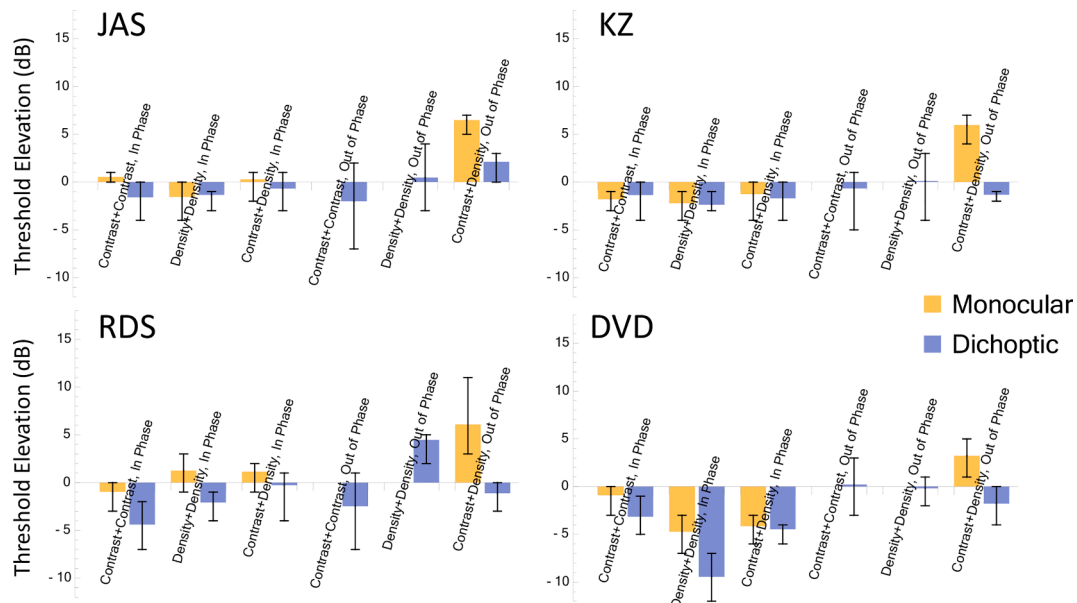 JAS
Threshold Elevation (dB)
15
10
5
0
- 5
- 10
Contrast+Contrast, In Phase
Density+Density, In Phase
Contrast+Density, In Phase
Contrast+Contrast, Out of Phase
Density+Density, Out of Phase
Contrast+Density, Out of Phase
KZ
15
10
5
0
- 5
- 10
Contrast+Contrast, In Phase
Density+Density, In Phase
Contrast+Density, In Phase
Contrast+Contrast, Out of Phase
Density+Density, Out of Phase
Contrast+Density, Out of Phase
Monocular
Dichoptic
RDS
Threshold Elevation (dB)
15
10
5
0
- 5
- 10
Contrast+Contrast, In Phase
Density+Density, In Phase
Contrast+Density, In Phase
Contrast+Contrast, Out of Phase
Density+Density, Out of Phase
Contrast+Density, Out of Phase
DVD
15
10
5
0
- 5
- 10
Contrast+Contrast, In Phase
Density+Density, In Phase
Contrast+Density, In Phase
Contrast+Contrast, Out of Phase
Density+Density, Out of Phase
Contrast+Density, Out of Phase